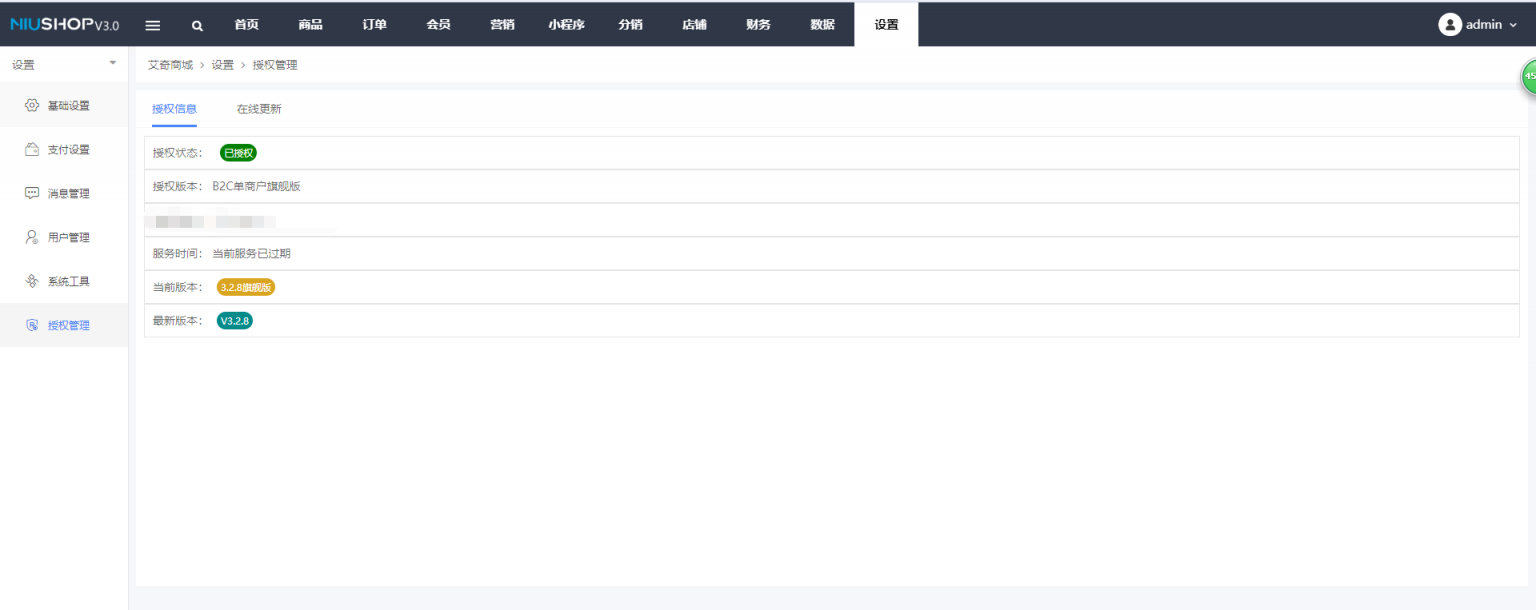 NIUSHOP V3.0 首页 商品 订单 会员 营销 小程序 分销 店铺 财务 数据 设置 admin
设置
艾奇商城 > 设置 > 授权管理
45
基础设置
授权信息 在线更新
支付设置
授权状态： 已授权
授权版本： B2C单商户旗舰版
消息管理
用户管理
服务时间： 当前服务已过期
系统工具
当前版本： 3.2.8旗舰版
授权管理
最新版本： V3.2.8